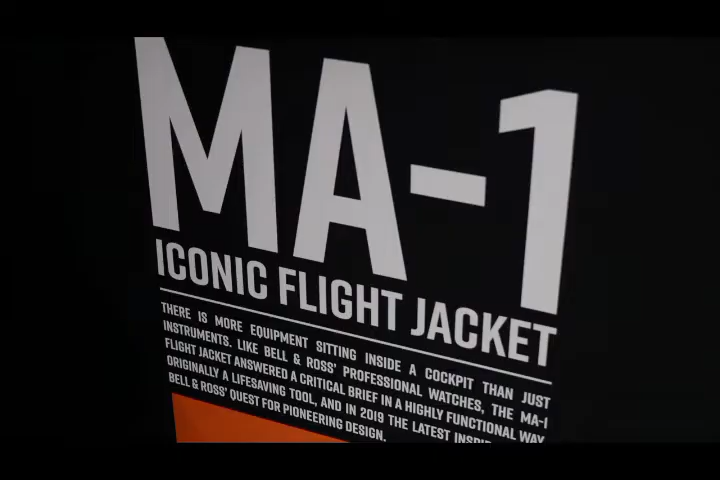 MA-1
ICONIC FLIGHT JACKET
THERE IS MORE EQUIPMENT SITTING INSIDE A COCKPIT THAN JUST
INSTRUMENTS. LIKE BELL & ROSS' PROFESSIONAL WATCHES, THE MA-1
FLIGHT JACKET ANSWERED A CRITICAL BRIEF IN A HIGHLY FUNCTIONAL WAY
ORIGINALLY A LIFESAVING TOOL, AND IN 2019 THE LATEST
BELL & ROSS' QUEST FOR PIONEERING DESIGN.